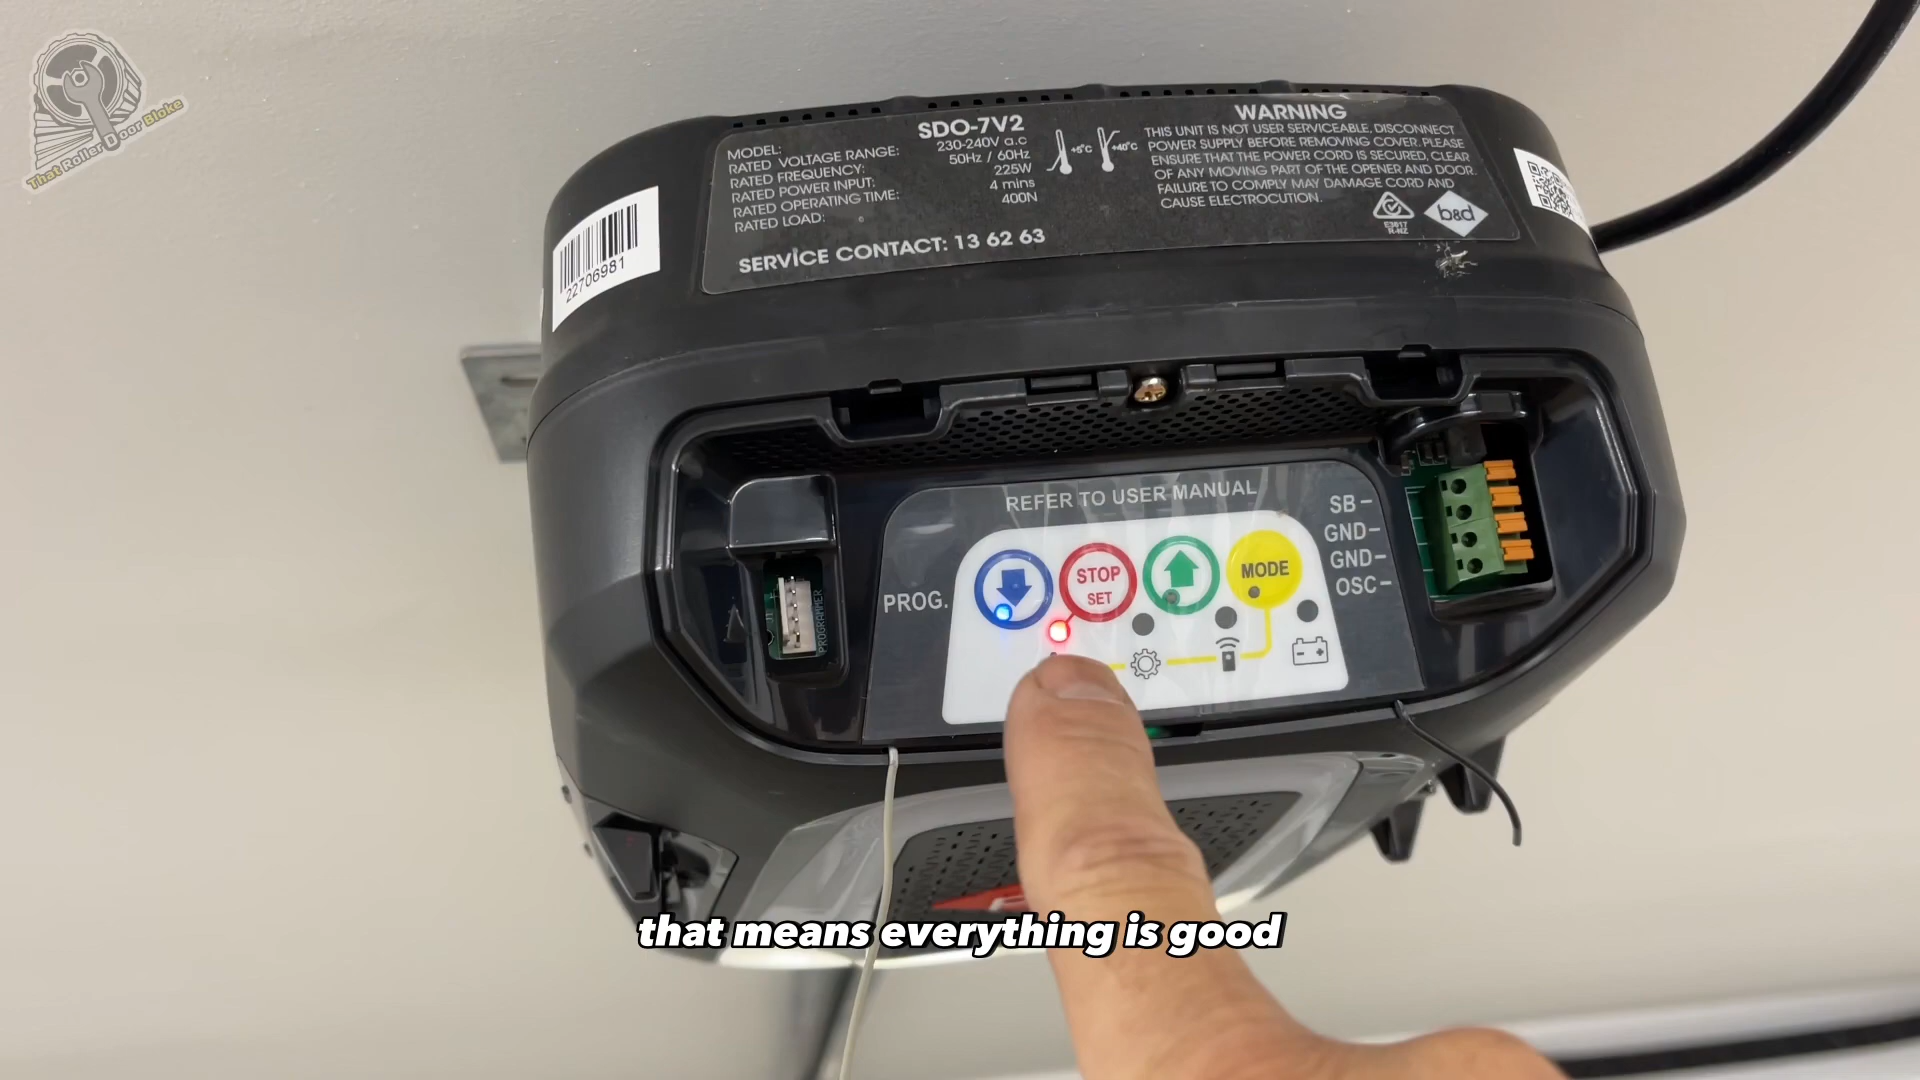 That Roller Door Bloke
MODEL: SDO-7V2
RATED VOLTAGE RANGE: 230-240V a.c
RATED FREQUENCY: 50Hz / 60Hz
RATED POWER INPUT: 225W
RATED OPERATING TIME: 4 mins
RATED LOAD: 400N
SERVICE CONTACT: 13 62 63
+5°C
+40°C
WARNING
THIS UNIT IS NOT USER SERVICEABLE, DISCONNECT
POWER SUPPLY BEFORE REMOVING COVER. PLEASE
ENSURE THAT THE POWER CORD IS SECURED, CLEAR
OF ANY MOVING PART OF THE OPENER AND DOOR.
FAILURE TO COMPLY MAY DAMAGE CORD AND
CAUSE ELECTROCUTION.
E3617
R-NZ
b&d
22706981
REFER TO USER MANUAL
PROG.
STOP
SET
MODE
SB
GND
GND
OSC
PROGRAMMER
that means everything is good